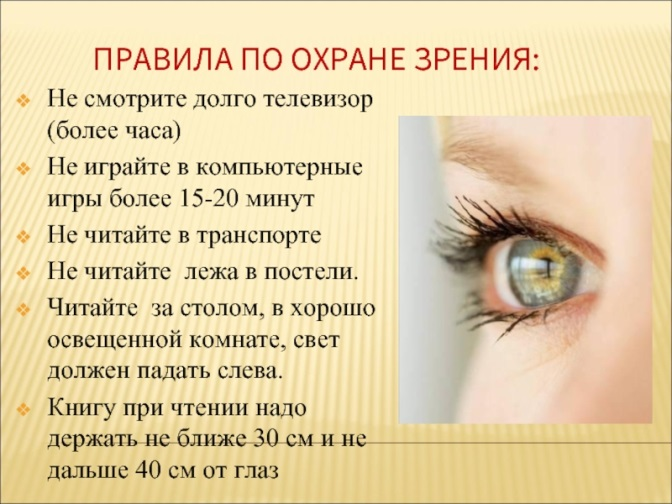 ПРАВИЛА ПО ОХРАНЕ ЗРЕНИЯ:
Не смотрите долго телевизор
(более часа)
Не играйте в компьютерные
игры более 15-20 минут
Не читайте в транспорте
Не читайте лежа в постели.
Читайте за столом, в хорошо
освещенной комнате, свет
должен падать слева.
Книгу при чтении надо
держать не ближе 30 см и не
дальше 40 см от глаз